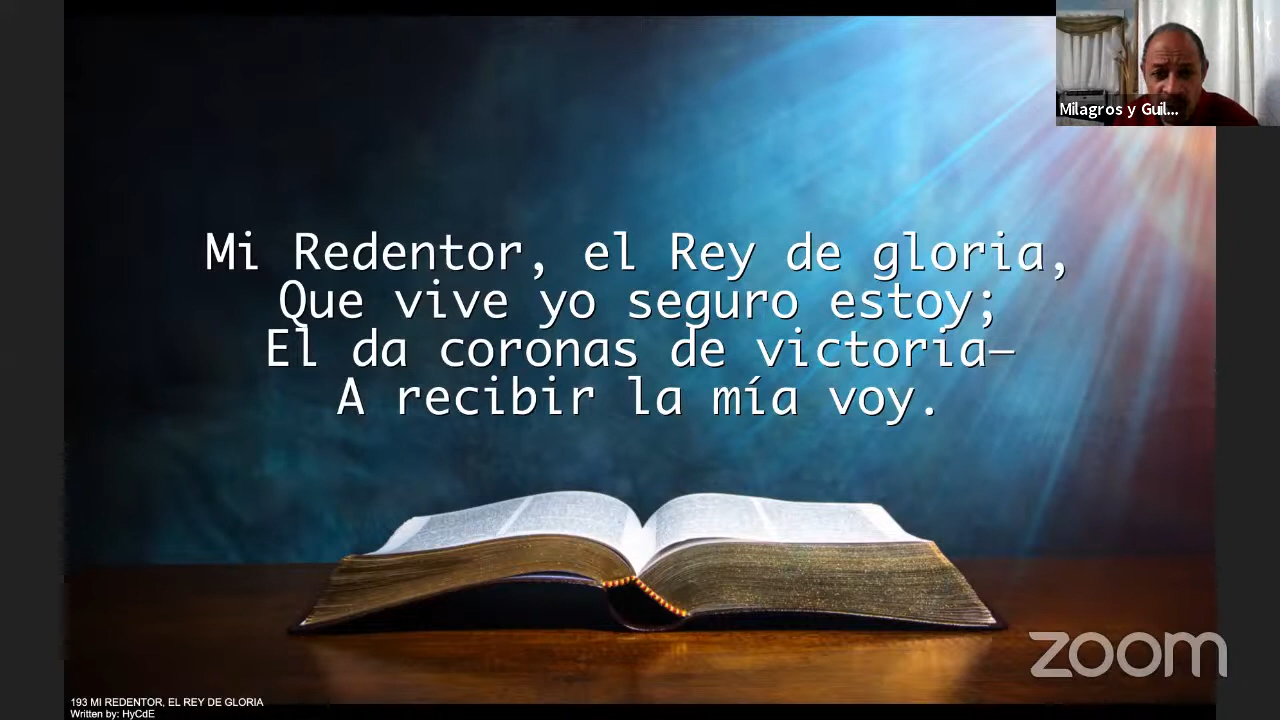 Milagros y Guil...
Mi Redentor, el Rey de gloria,
Que vive yo seguro estoy;
El da coronas de victoria—
A recibir la mía voy.
zoom
193 MI REDENTOR, EL REY DE GLORIA
Written by: HyCdE